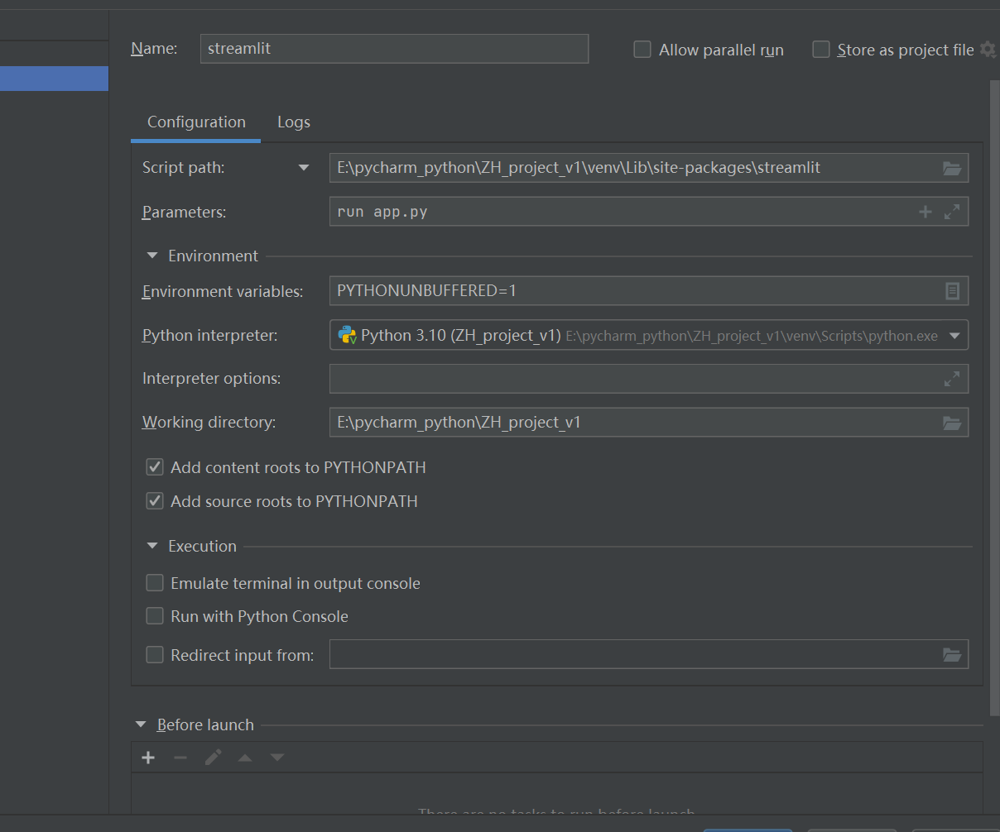 Name: streamlit Allow parallel run Store as project file
Configuration Logs
Script path: E:\pycharm_python\ZH_project_v1\venv\Lib\site-packages\streamlit
Parameters: run app.py
Environment
Environment variables: PYTHONUNBUFFERED=1
Python interpreter: Python 3.10 (ZH_project_v1) E:\pycharm_python\ZH_project_v1\venv\Scripts\python.exe
Interpreter options:
Working directory: E:\pycharm_python\ZH_project_v1
Add content roots to PYTHONPATH
Add source roots to PYTHONPATH
Execution
Emulate terminal in output console
Run with Python Console
Redirect input from:
Before launch
There are no tasks to run before launch